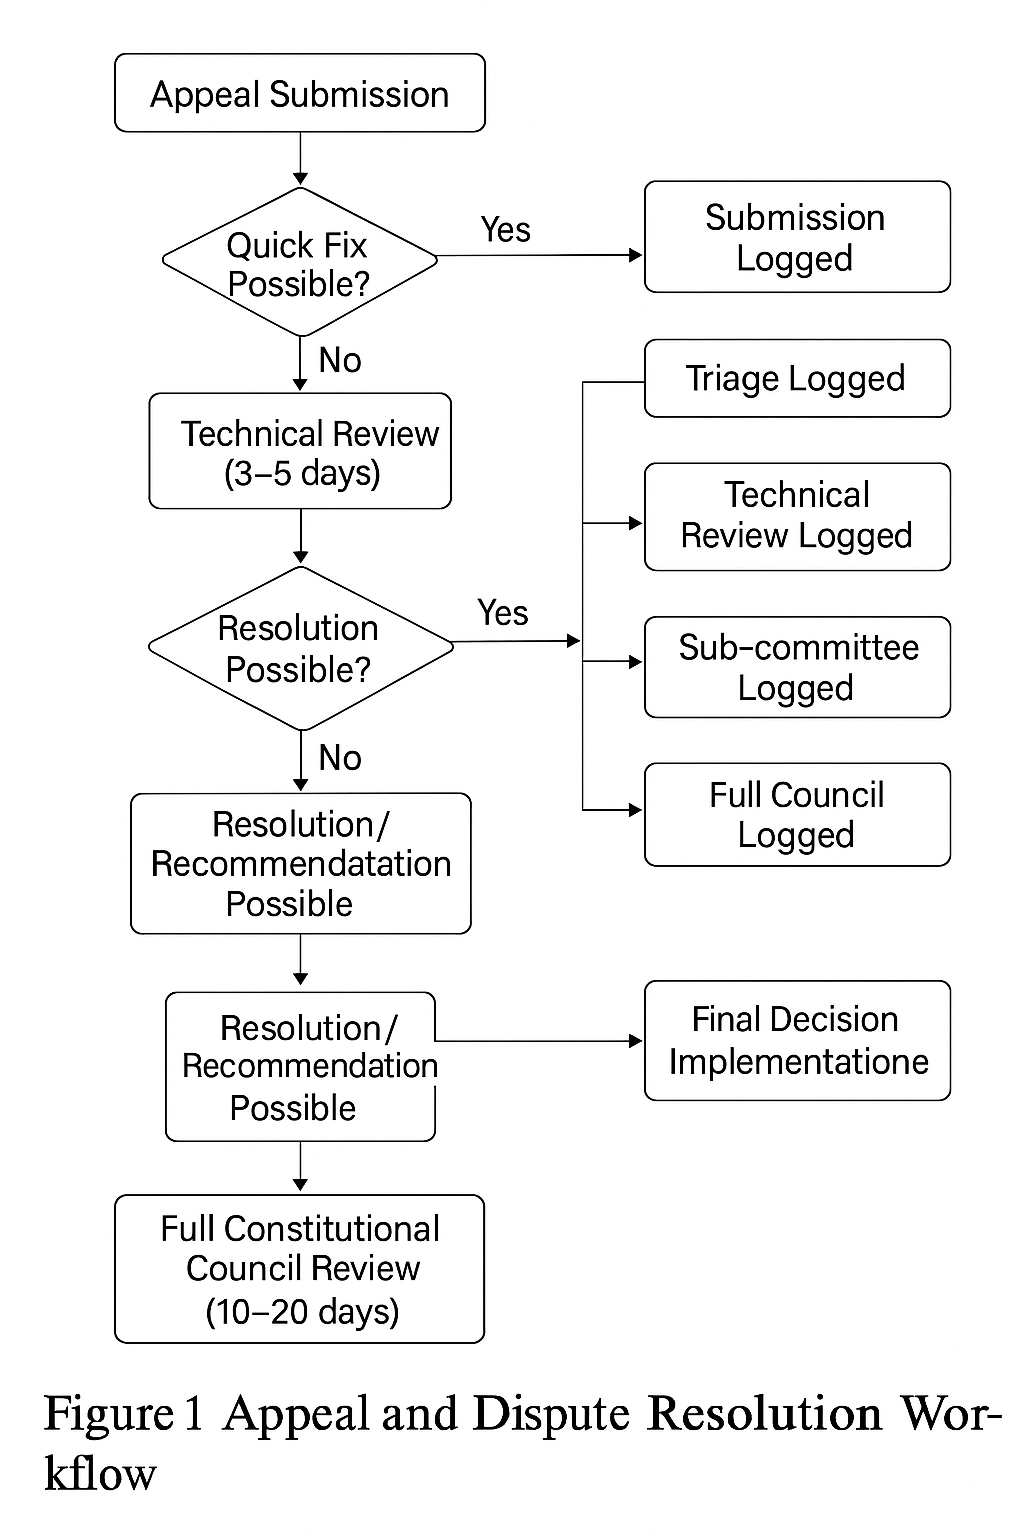 Appeal Submission
Quick Fix
Possible?
Yes
Submission
Logged
No
Technical Review
(3–5 days)
Triage Logged
Technical
Review Logged
Resolution
Possible?
Yes
Sub-committee
Logged
No
Full Council
Logged
Resolution/
Recommendatation
Possible
Resolution/
Recommendation
Possible
Final Decision
Implementatione
Full Constitutional
Council Review
(10–20 days)
Figure 1 Appeal and Dispute Resolution Wor-
kflow